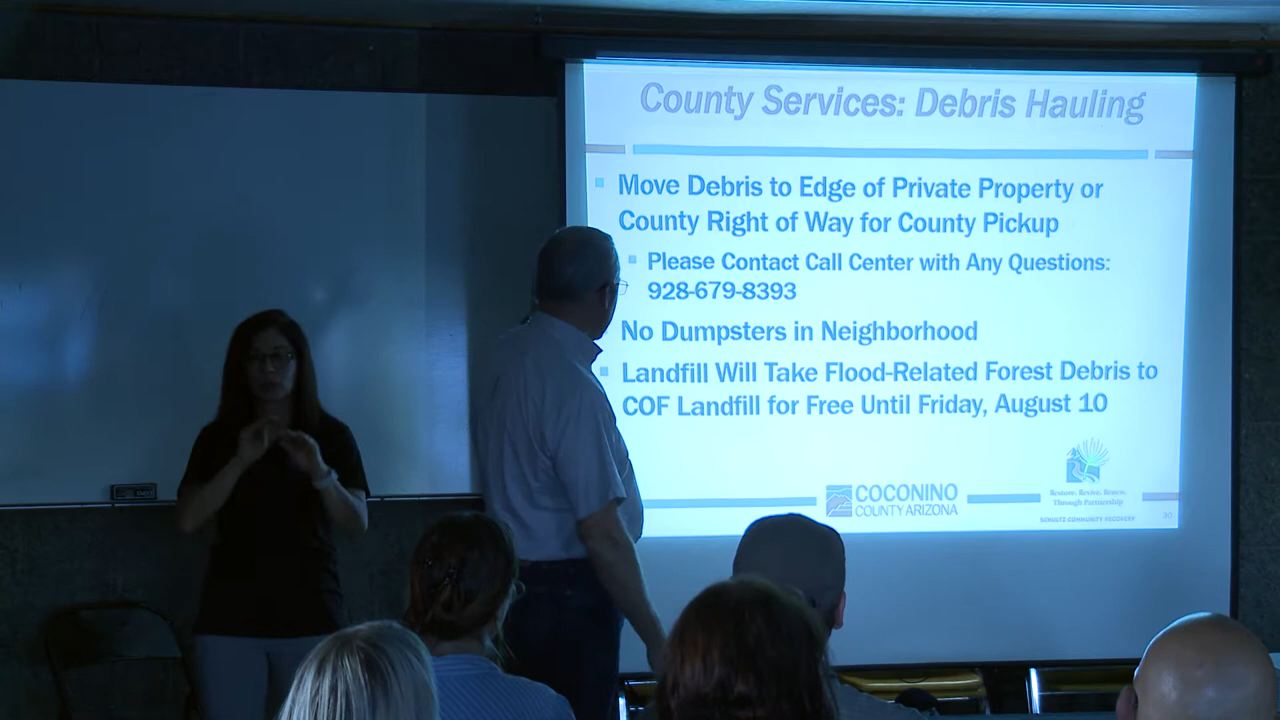 County Services: Debris Hauling
Move Debris to Edge of Private Property or
County Right of Way for County Pickup
Please Contact Call Center with Any Questions:
928-679-8393
No Dumpsters in Neighborhood
Landfill Will Take Flood-Related Forest Debris to
COF Landfill for Free Until Friday, August 10
COCONINO
COUNTY ARIZONA
Restore, Revive, Renew,
Through Partnership
SCHULTZ COMMUNITY RECOVERY
30